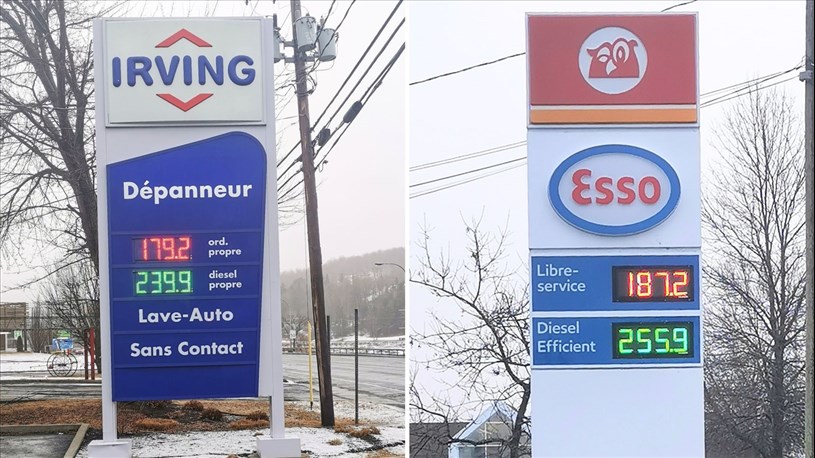 IRVING
Dépanneur
179.2 ord. propre
239.9 diesel propre
Lave-Auto
Sans Contact
Esso
Libre-service 187.2
Diesel Efficient 255.9